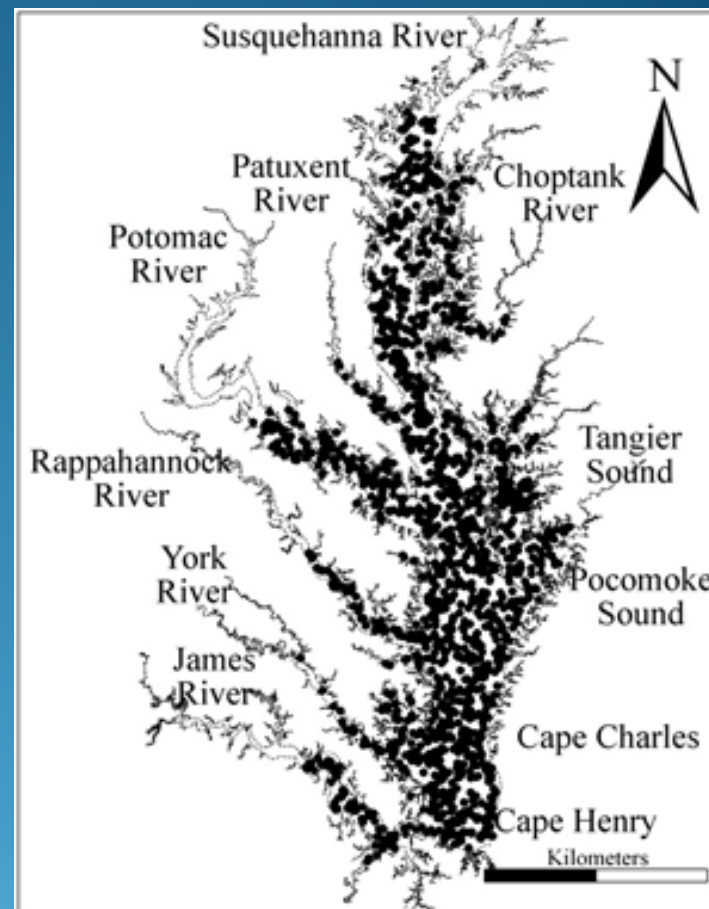 Susquehanna River
N
Patuxent
River
Choptank
River
Potomac
River
Rappahannock
River
Tangier
Sound
York
River
Pocomoke
Sound
James
River
Cape Charles
Cape Henry
Kilometers